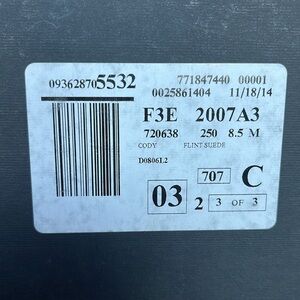 093628705532
771847440 00001
0025861404 11/18/14
F3E 2007A3
720638 250 8.5 M
CODY FLINT SUEDE
D08061.2
707 C
03 2 3 OF 3